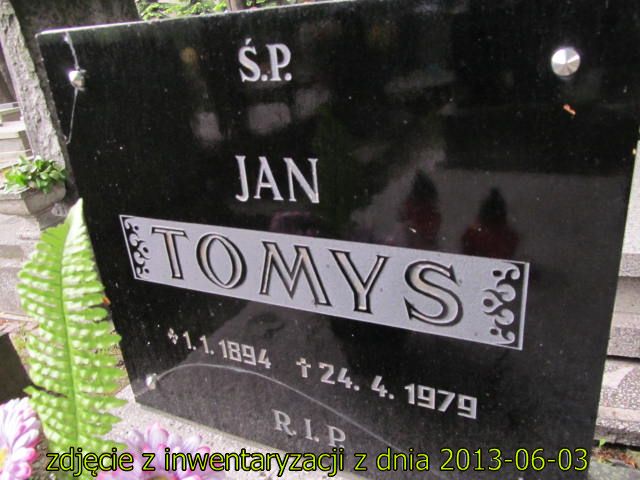 Ś.P.
JAN
TOMYS
1.1.1894 † 24.4.1979
R.I.P.
zdjęcie z inwentaryzacji z dnia 2013-06-03